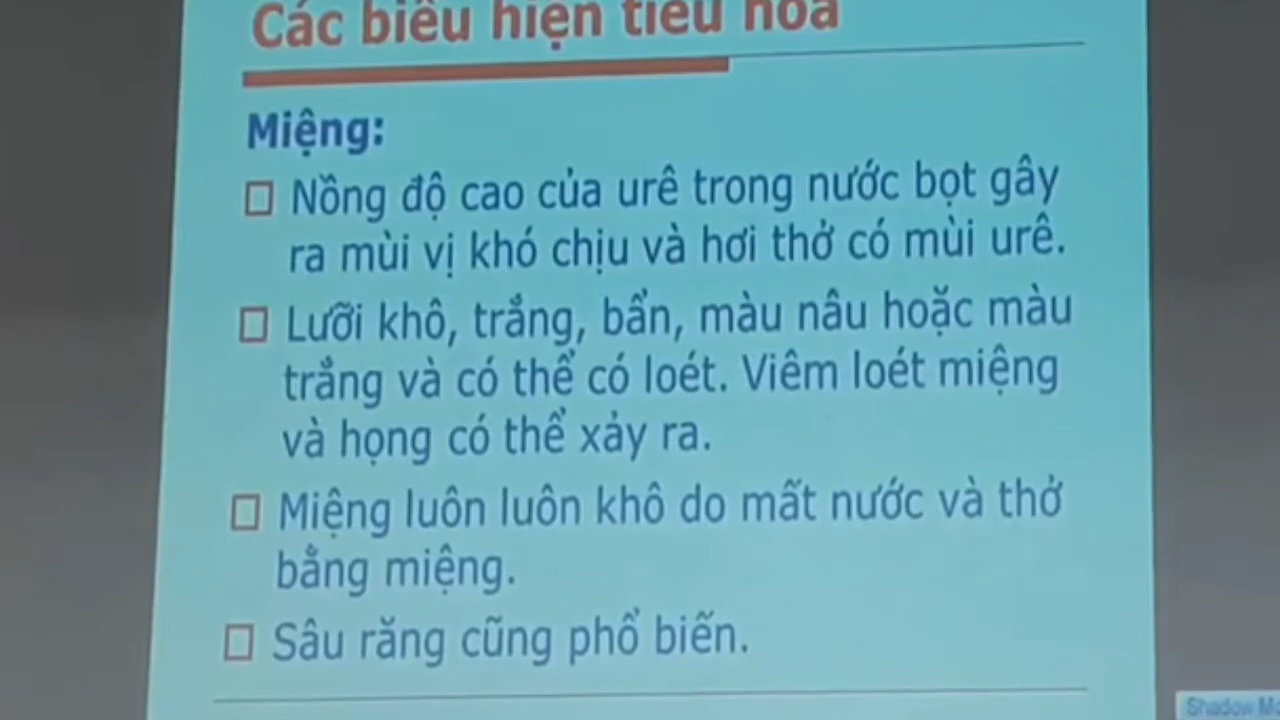 Các biểu hiện tiêu hóa
Miệng:
Nồng độ cao của urê trong nước bọt gây
ra mùi vị khó chịu và hơi thở có mùi urê.
Lưỡi khô, trắng, bẩn, màu nâu hoặc màu
trắng và có thể có loét. Viêm loét miệng
và họng có thể xảy ra.
Miệng luôn luôn khô do mất nước và thở
bằng miệng.
Sâu răng cũng phổ biến.
Shadow